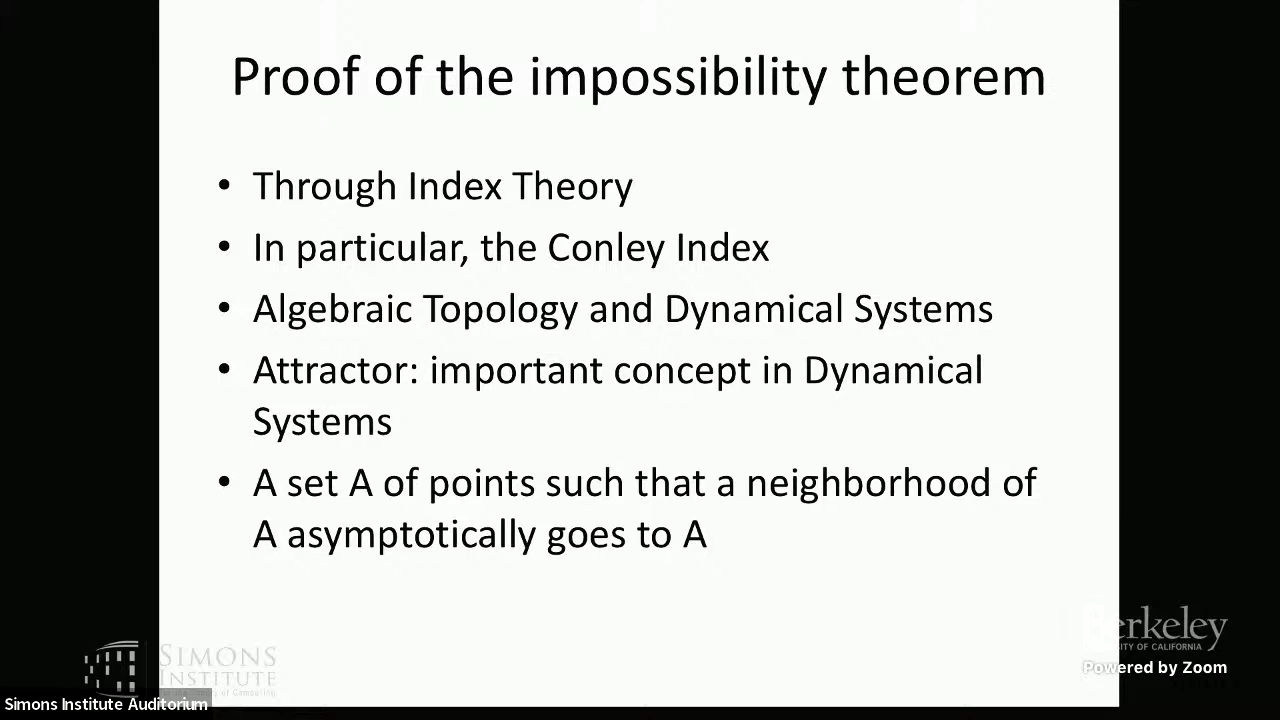 Proof of the impossibility theorem
• Through Index Theory
• In particular, the Conley Index
• Algebraic Topology and Dynamical Systems
• Attractor: important concept in Dynamical
Systems
• A set A of points such that a neighborhood of
A asymptotically goes to A
SIMONS
INSTITUTE
Berkeley
OF CALIFORNIA
Powered by Zoom
Simons Institute Auditorium